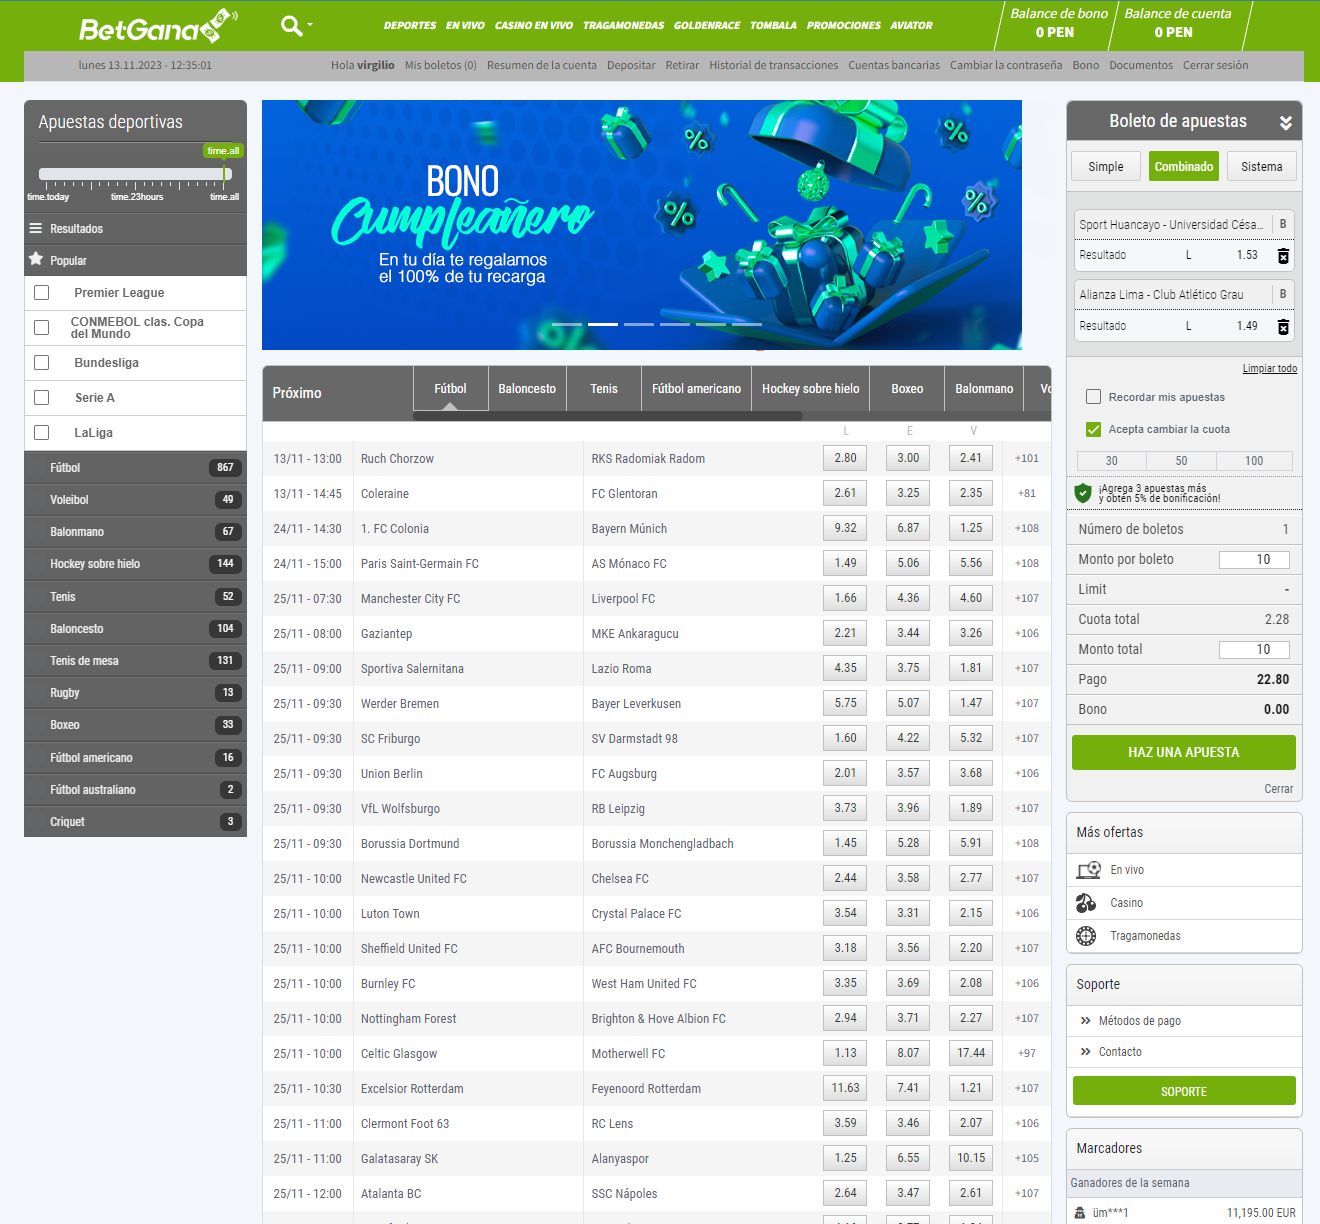 BetGana
DEPORTES EN VIVO CASINO EN VIVO TRAGAMONEDAS GOLDENRACE TOMBALA PROMOCIONES AVIATOR
Balance de bono
0 PEN
Balance de cuenta
0 PEN
lunes 13.11.2023 - 12:35:01
Hola virgilio Mis boletos (0) Resumen de la cuenta Depositar Retirar Historial de transacciones Cuentas bancarias Cambiar la contraseña Bono Documentos Cerrar sesión
Apuestas deportivas
time.all
time.today time.23hours time.all
Resultados
Popular
Premier League
CONMEBOL clas. Copa
del Mundo
Bundesliga
Serie A
LaLiga
Fútbol 867
Voleibol 49
Balonmano 67
Hockey sobre hielo 144
Tenis 52
Baloncesto 104
Tenis de mesa 131
Rugby 13
Boxeo 33
Fútbol americano 16
Fútbol australiano 2
Criquet 3
BONO
Cumpleañero
En tu día te regalamos
el 100% de tu recarga
% % % %
Próximo Fútbol Baloncesto Tenis Fútbol americano Hockey sobre hielo Boxeo Balonmano Vo
L E V
13/11 - 13:00 Ruch Chorzow RKS Radomiak Radom 2.80 3.00 2.41 +101
13/11 - 14:45 Coleraine FC Glentoran 2.61 3.25 2.35 +81
24/11 - 14:30 1. FC Colonia Bayern Múnich 9.32 6.87 1.25 +108
24/11 - 15:00 Paris Saint-Germain FC AS Mónaco FC 1.49 5.06 5.56 +108
25/11 - 07:30 Manchester City FC Liverpool FC 1.66 4.36 4.60 +107
25/11 - 08:00 Gaziantep MKE Ankaragucu 2.21 3.44 3.26 +106
25/11 - 09:00 Sportiva Salernitana Lazio Roma 4.35 3.75 1.81 +107
25/11 - 09:30 Werder Bremen Bayer Leverkusen 5.75 5.07 1.47 +107
25/11 - 09:30 SC Friburgo SV Darmstadt 98 1.60 4.22 5.32 +107
25/11 - 09:30 Union Berlin FC Augsburg 2.01 3.57 3.68 +106
25/11 - 09:30 VfL Wolfsburgo RB Leipzig 3.73 3.96 1.89 +107
25/11 - 09:30 Borussia Dortmund Borussia Monchengladbach 1.45 5.28 5.91 +108
25/11 - 10:00 Newcastle United FC Chelsea FC 2.44 3.58 2.77 +107
25/11 - 10:00 Luton Town Crystal Palace FC 3.54 3.31 2.15 +106
25/11 - 10:00 Sheffield United FC AFC Bournemouth 3.18 3.56 2.20 +107
25/11 - 10:00 Burnley FC West Ham United FC 3.35 3.69 2.08 +106
25/11 - 10:00 Nottingham Forest Brighton & Hove Albion FC 2.94 3.71 2.27 +107
25/11 - 10:00 Celtic Glasgow Motherwell FC 1.13 8.07 17.44 +97
25/11 - 10:30 Excelsior Rotterdam Feyenoord Rotterdam 11.63 7.41 1.21 +107
25/11 - 11:00 Clermont Foot 63 RC Lens 3.59 3.46 2.07 +106
25/11 - 11:00 Galatasaray SK Alanyaspor 1.25 6.55 10.15 +105
25/11 - 12:00 Atalanta BC SSC Nápoles 2.64 3.47 2.61 +107
Boleto de apuestas
Simple Combinado Sistema
Sport Huancayo - Universidad Césa... B
Resultado L 1.53
Alianza Lima - Club Atlético Grau B
Resultado L 1.49
Limpiar todo
Recordar mis apuestas
Acepta cambiar la cuota
30 50 100
¡Agrega 3 apuestas más
y obtén 5% de bonificación!
Número de boletos 1
Monto por boleto 10
Limit -
Cuota total 2.28
Monto total 10
Pago 22.80
Bono 0.00
HAZ UNA APUESTA
Cerrar
Más ofertas
En vivo
Casino
Tragamonedas
Soporte
Métodos de pago
Contacto
SOPORTE
Marcadores
Ganadores de la semana
üm***1 11,195.00 EUR